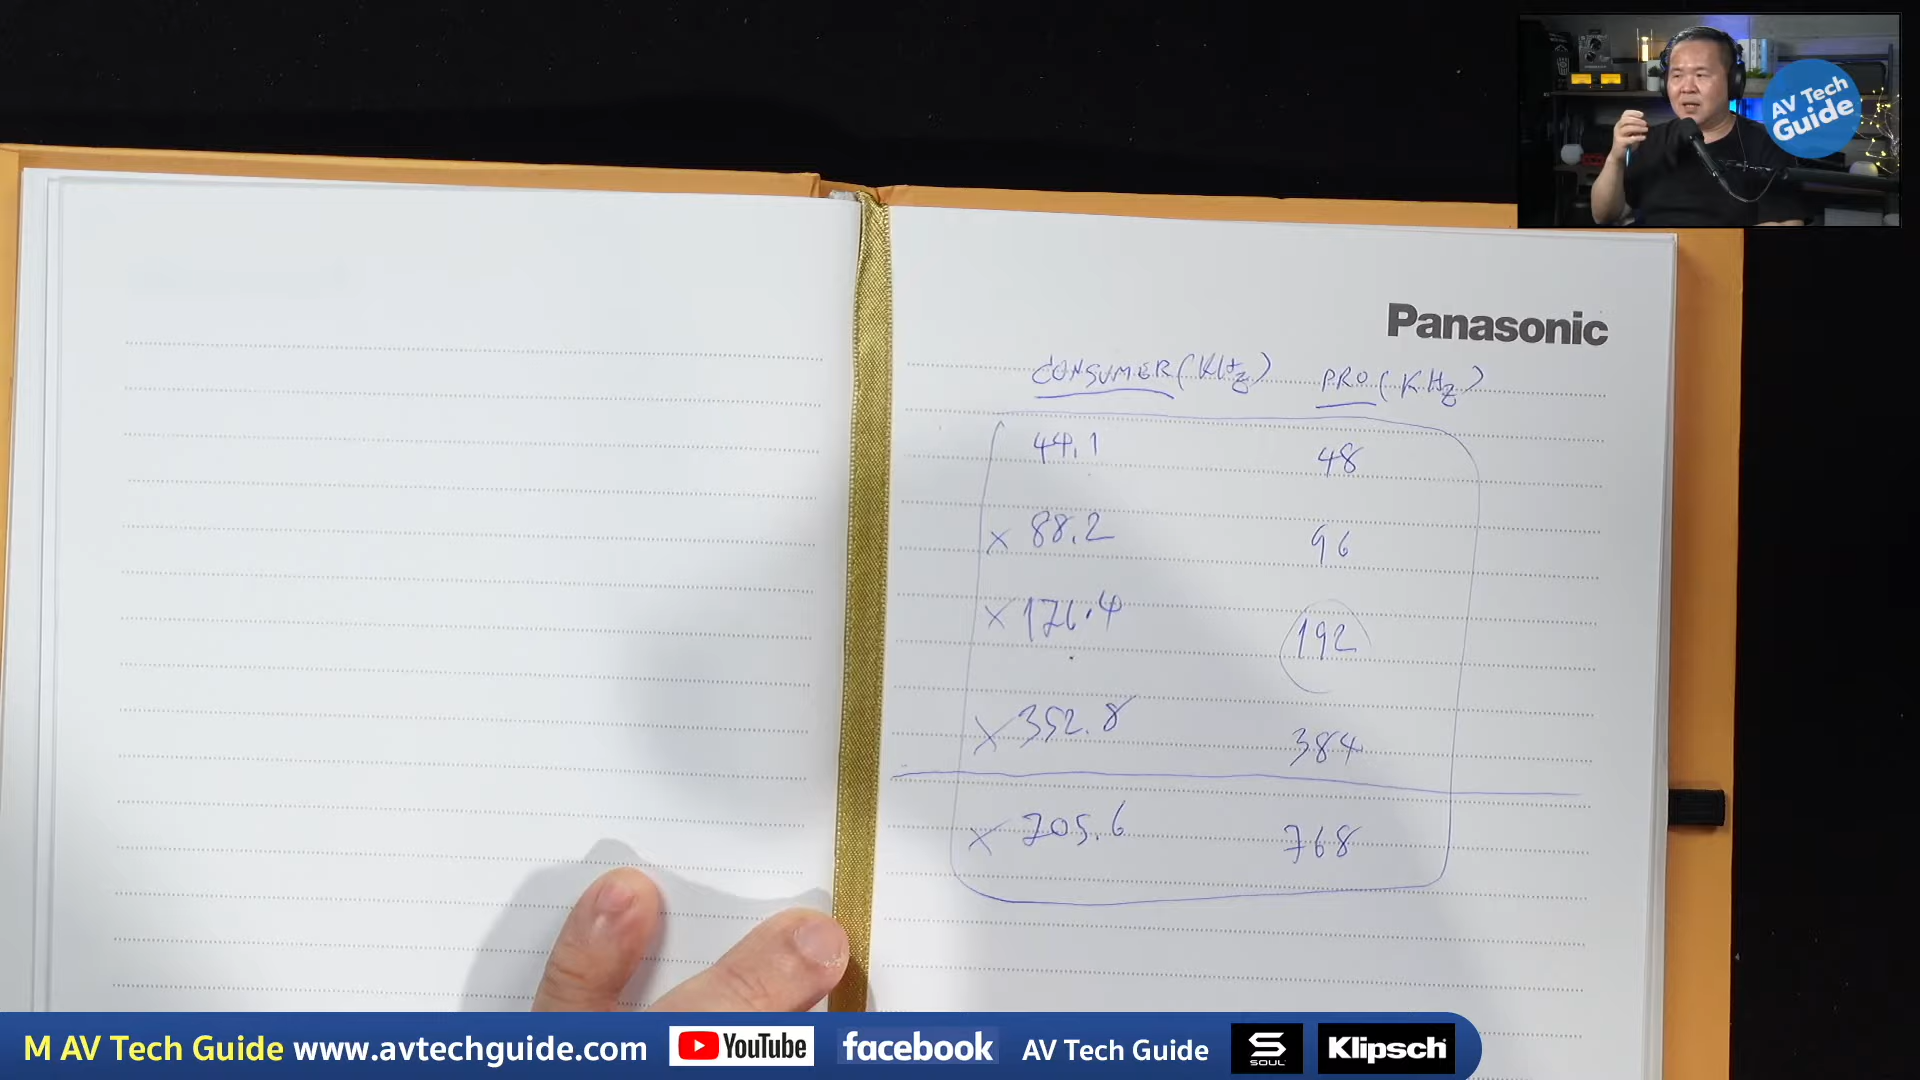 AV Tech
Guide
Panasonic
CONSUMER (KHz) PRO (KHz)
44.1 48
× 88.2 96
× 176.4 192
× 352.8 384
× 705.6 768
M AV Tech Guide www.avtechguide.com YouTube facebook AV Tech Guide S SOUL Klipsch